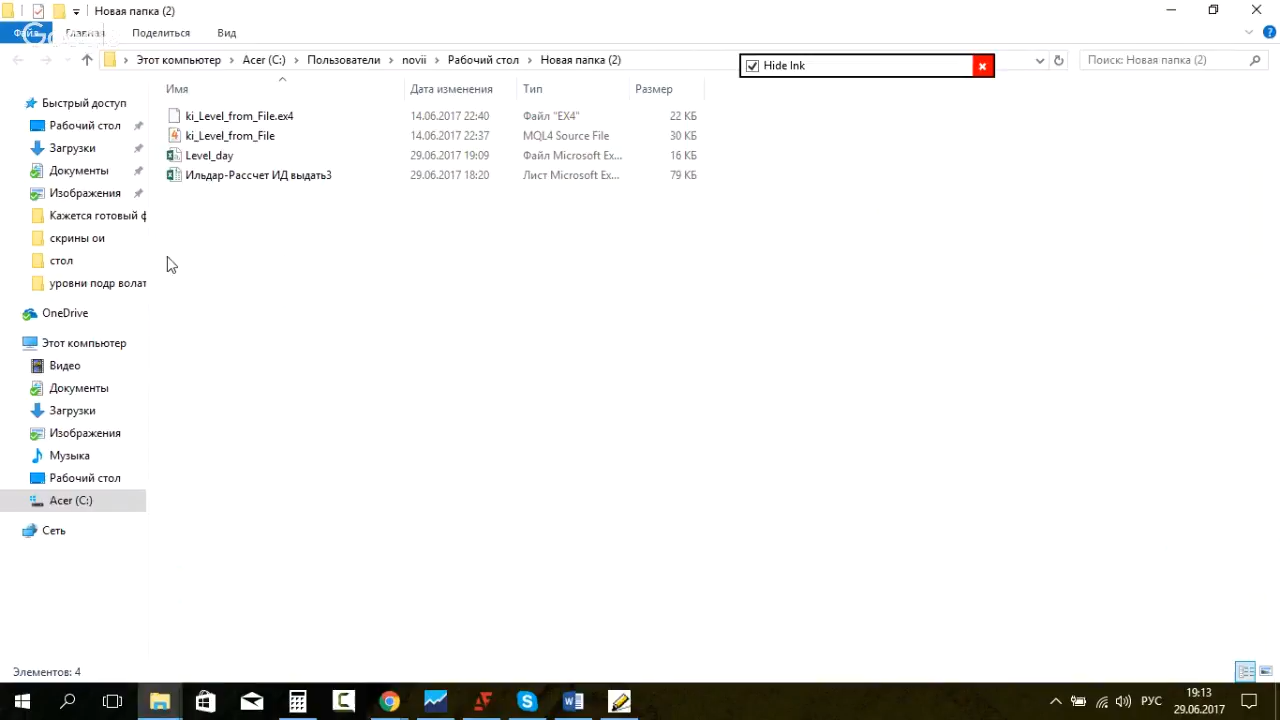 Новая папка (2)
Файл Главная Поделиться Вид
Этот компьютер Acer (C:) Пользователи novii Рабочий стол Новая папка (2)
Hide Ink
Поиск: Новая папка (2)
Имя Дата изменения Тип Размер
ki_Level_from_File.ex4 14.06.2017 22:40 Файл "EX4" 22 КБ
ki_Level_from_File 14.06.2017 22:37 MQL4 Source File 30 КБ
Level_day 29.06.2017 19:09 Файл Microsoft Ex... 16 КБ
Ильдар-Рассчет ИД выдать3 29.06.2017 18:20 Лист Microsoft Ex... 79 КБ
Быстрый доступ
Рабочий стол
Загрузки
Документы
Изображения
Кажется готовый ф
скрины ои
стол
уровни подр волат
OneDrive
Этот компьютер
Видео
Документы
Загрузки
Изображения
Музыка
Рабочий стол
Acer (C:)
Сеть
Элементов: 4
РУС
19:13
29.06.2017